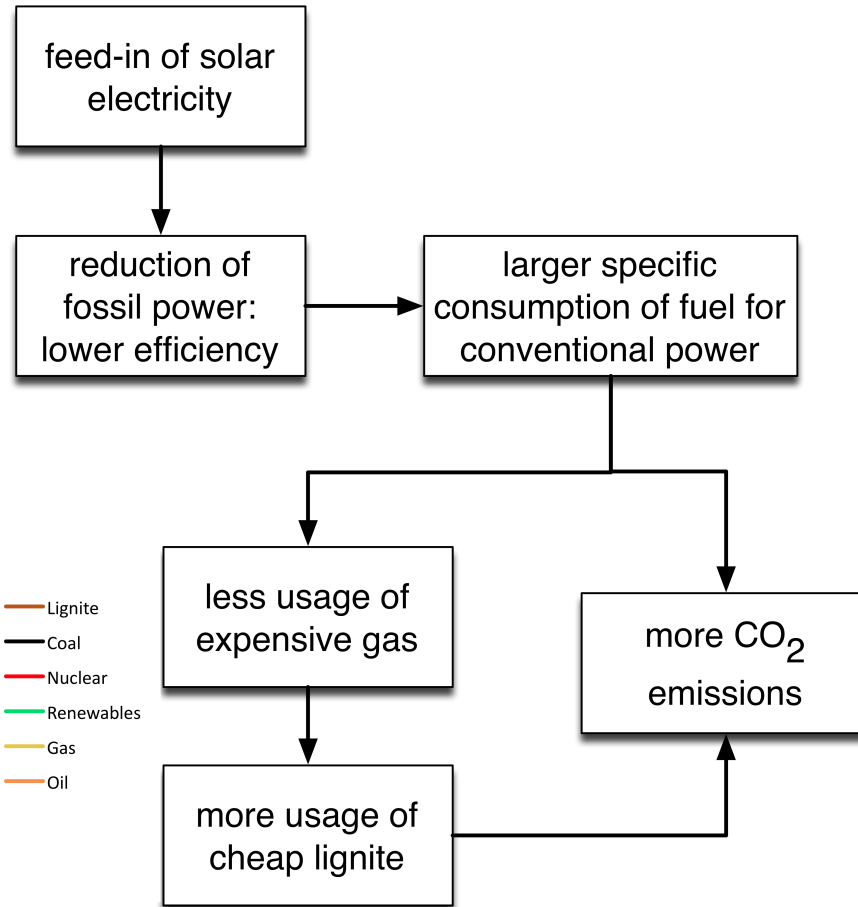 feed-in of solar
electricity
reduction of
fossil power:
lower efficiency
larger specific
consumption of fuel for
conventional power
less usage of
expensive gas
more CO₂
emissions
more usage of
cheap lignite
Lignite
Coal
Nuclear
Renewables
Gas
Oil